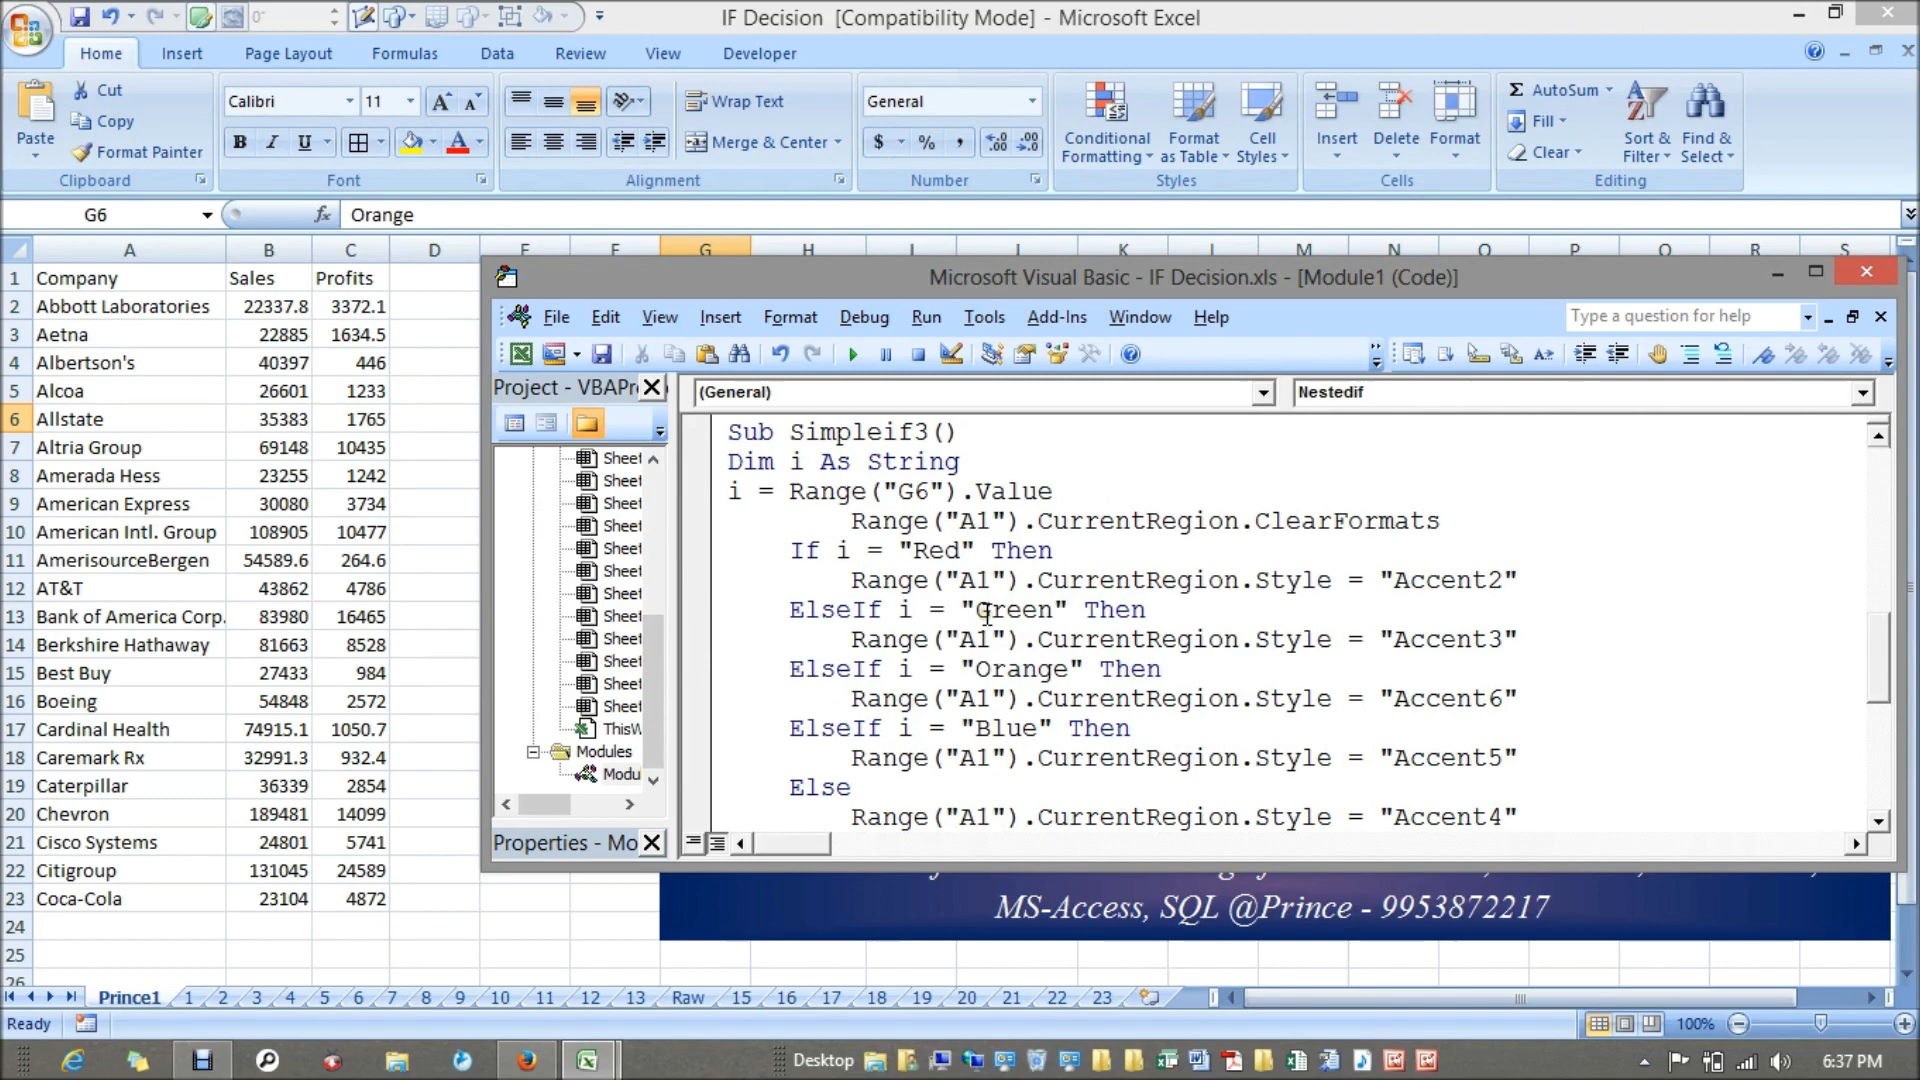 IF Decision [Compatibility Mode] - Microsoft Excel
Home Insert Page Layout Formulas Data Review View Developer
Paste Cut Copy Format Painter Clipboard
Calibri 11 B I U Font
Wrap Text Merge & Center Alignment
General $ % , Number
Conditional Formatting Format as Table Cell Styles Styles
Insert Delete Format Cells
Σ AutoSum Fill Clear Sort & Filter Find & Select Editing
G6 fx Orange
A B C D E F G H I J K L M N O P Q R S
1 Company Sales Profits
2 Abbott Laboratories 22337.8 3372.1
3 Aetna 22885 1634.5
4 Albertson's 40397 446
5 Alcoa 26601 1233
6 Allstate 35383 1765
7 Altria Group 69148 10435
8 Amerada Hess 23255 1242
9 American Express 30080 3734
10 American Intl. Group 108905 10477
11 AmerisourceBergen 54589.6 264.6
12 AT&T 43862 4786
13 Bank of America Corp. 83980 16465
14 Berkshire Hathaway 81663 8528
15 Best Buy 27433 984
16 Boeing 54848 2572
17 Cardinal Health 74915.1 1050.7
18 Caremark Rx 32991.3 932.4
19 Caterpillar 36339 2854
20 Chevron 189481 14099
21 Cisco Systems 24801 5741
22 Citigroup 131045 24589
23 Coca-Cola 23104 4872
24
25
26
Microsoft Visual Basic - IF Decision.xls - [Module1 (Code)]
File Edit View Insert Format Debug Run Tools Add-Ins Window Help
Type a question for help
Project - VBAPr
(General) Nestedif
Sheet
Sheet
Sheet
Sheet
Sheet
Sheet
Sheet
Sheet
Sheet
Sheet
Sheet
Sheet
ThisW
Modules
Modu
Properties - Mo
Sub Simpleif3()
Dim i As String
i = Range("G6").Value
Range("A1").CurrentRegion.ClearFormats
If i = "Red" Then
Range("A1").CurrentRegion.Style = "Accent2"
ElseIf i = "Green" Then
Range("A1").CurrentRegion.Style = "Accent3"
ElseIf i = "Orange" Then
Range("A1").CurrentRegion.Style = "Accent6"
ElseIf i = "Blue" Then
Range("A1").CurrentRegion.Style = "Accent5"
Else
Range("A1").CurrentRegion.Style = "Accent4"
MS-Access, SQL @Prince - 9953872217
Prince1 1 2 3 4 5 6 7 8 9 10 11 12 13 Raw 15 16 17 18 19 20 21 22 23
Ready 100%
Desktop 6:37 PM